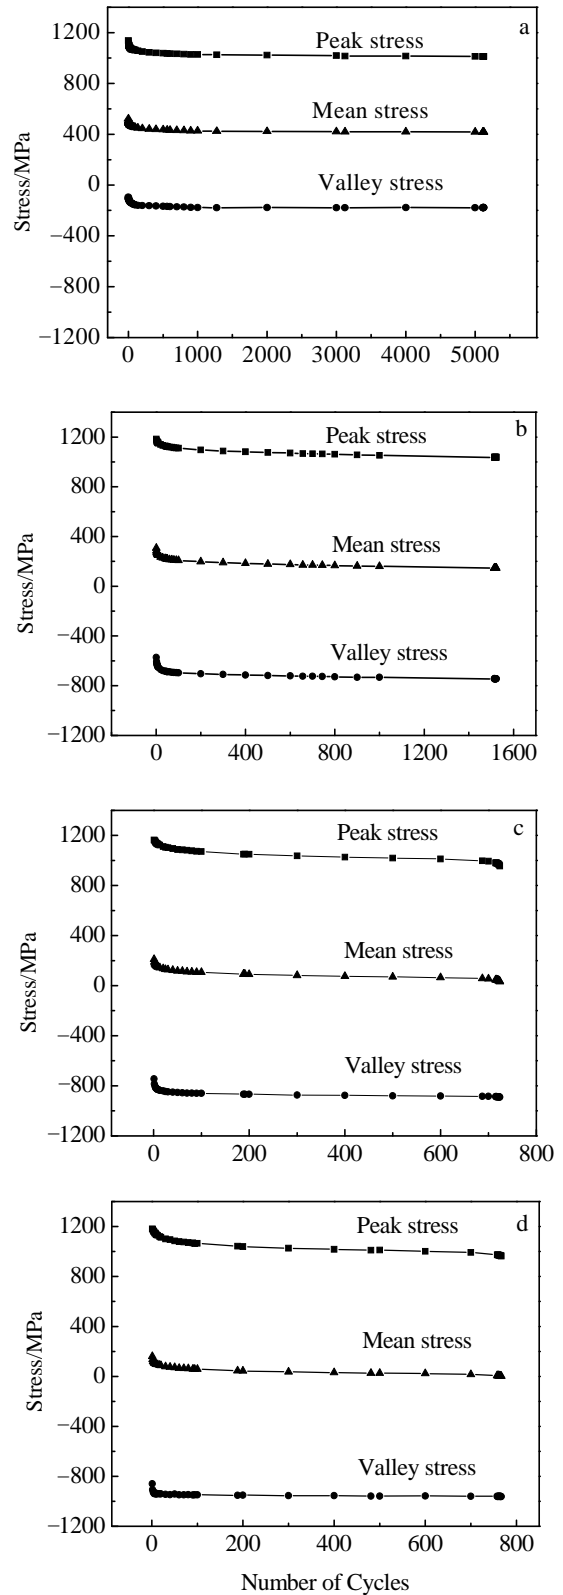 a
1200
Peak stress
800
Mean stress
400
0
Valley stress
−400
−800
−1200
Stress/MPa
0 1000 2000 3000 4000 5000
b
1200
Peak stress
800
400
Mean stress
0
−400
Valley stress
−800
−1200
Stress/MPa
0 400 800 1200 1600
c
1200
Peak stress
800
400
Mean stress
0
−400
Valley stress
−800
−1200
Stress/MPa
0 200 400 600 800
d
1200
Peak stress
800
400
Mean stress
0
−400
Valley stress
−800
−1200
Stress/MPa
0 200 400 600 800
Number of Cycles